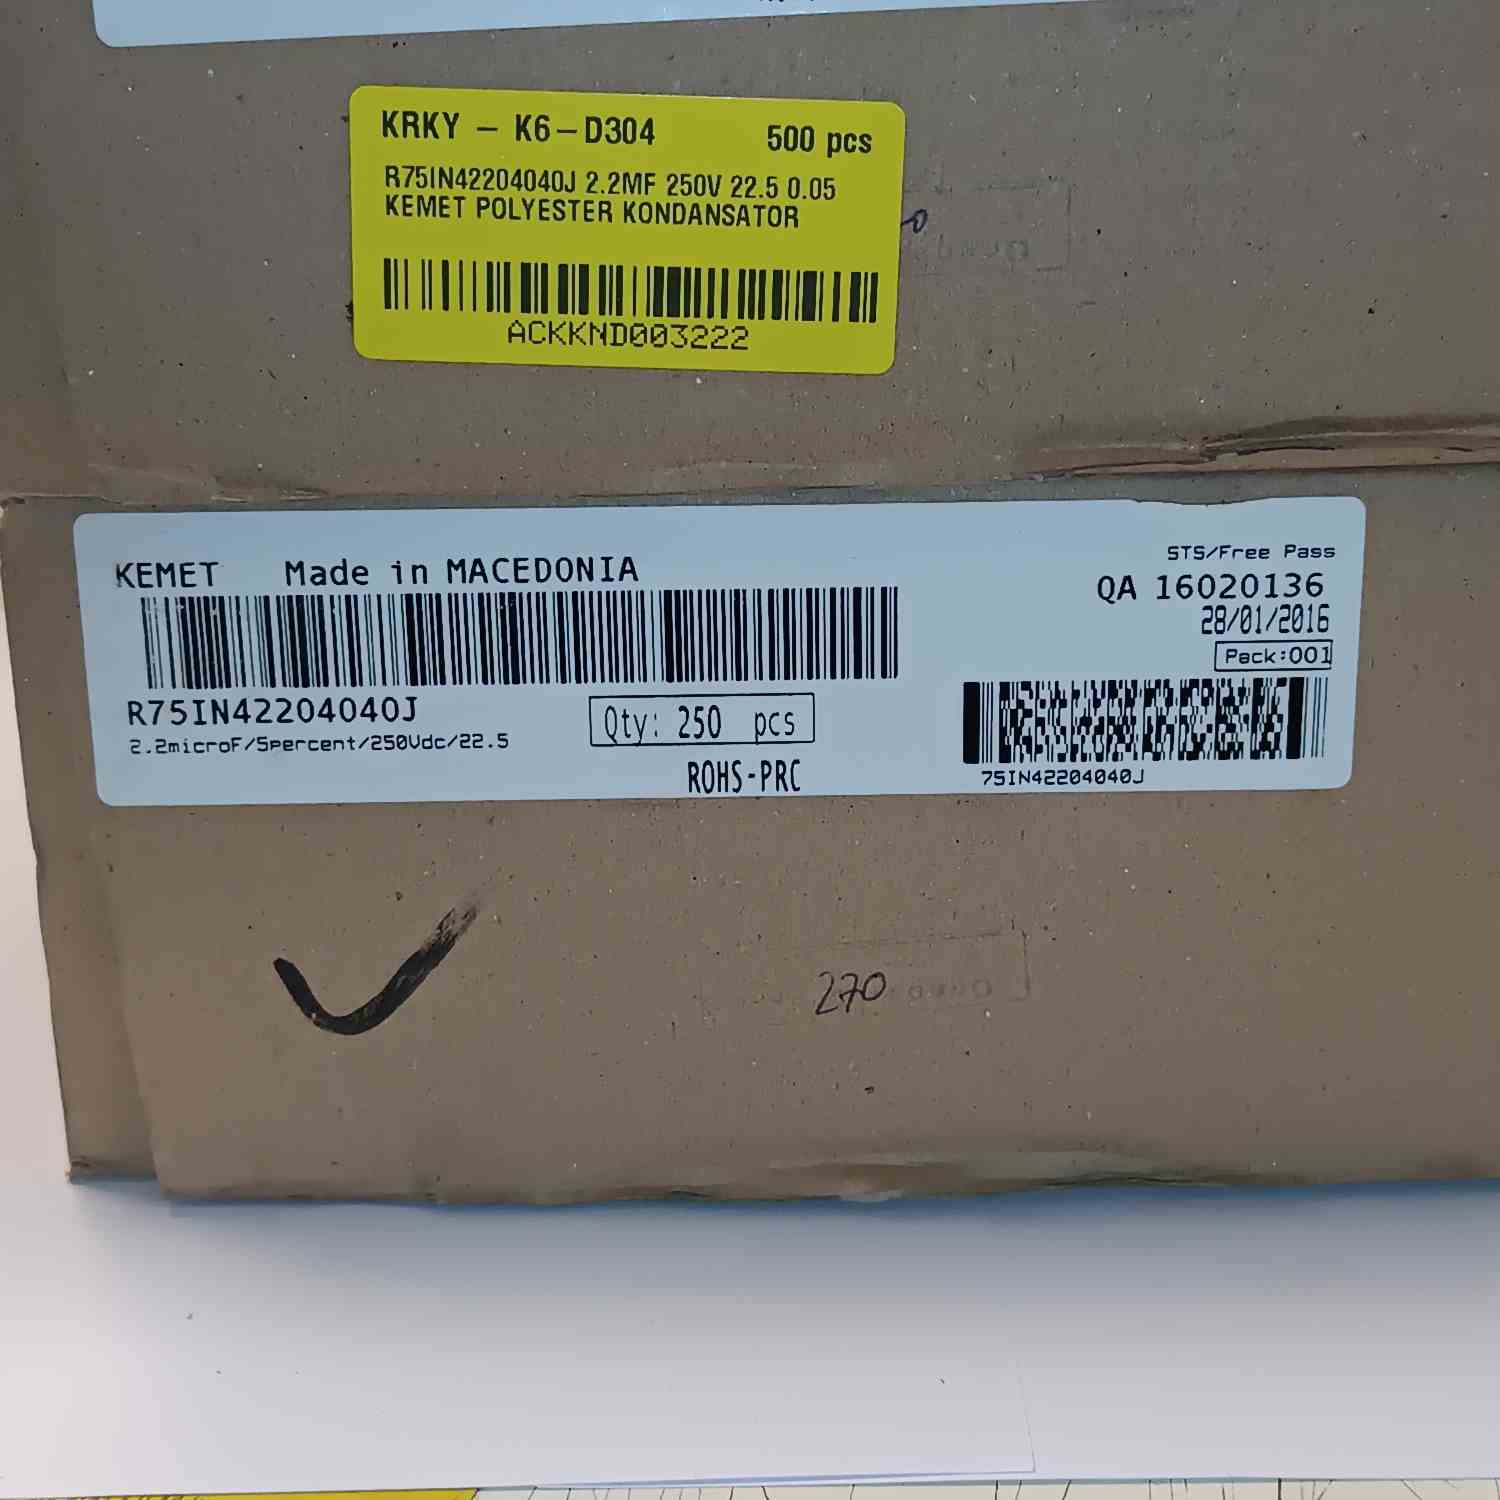 KRKY - K6-D304 500 pcs
R75IN42204040J 2.2MF 250V 22.5 0.05
KEMET POLYESTER KONDANSATOR
ACKKND003222
KEMET Made in MACEDONIA
STS/Free Pass
QA 16020136
28/01/2016
Pack:001
R75IN42204040J
2.2microF/5percent/250Vdc/22.5
Qty: 250 pcs
ROHS-PRC
75IN42204040J
270